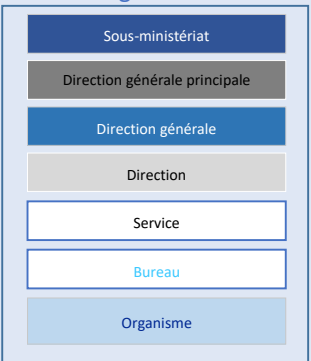 Sous-ministériat
Direction générale principale
Direction générale
Direction
Service
Bureau
Organisme